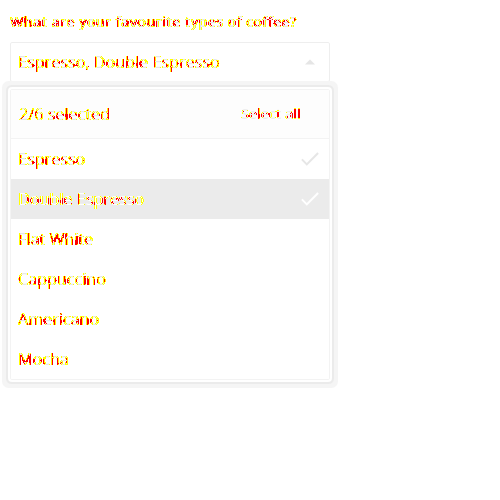 What are your favourite types of coffee?
Espresso, Double Espresso
2/6 selected Select all
Espresso
Double Espresso
Flat White
Cappuccino
Americano
Mocha